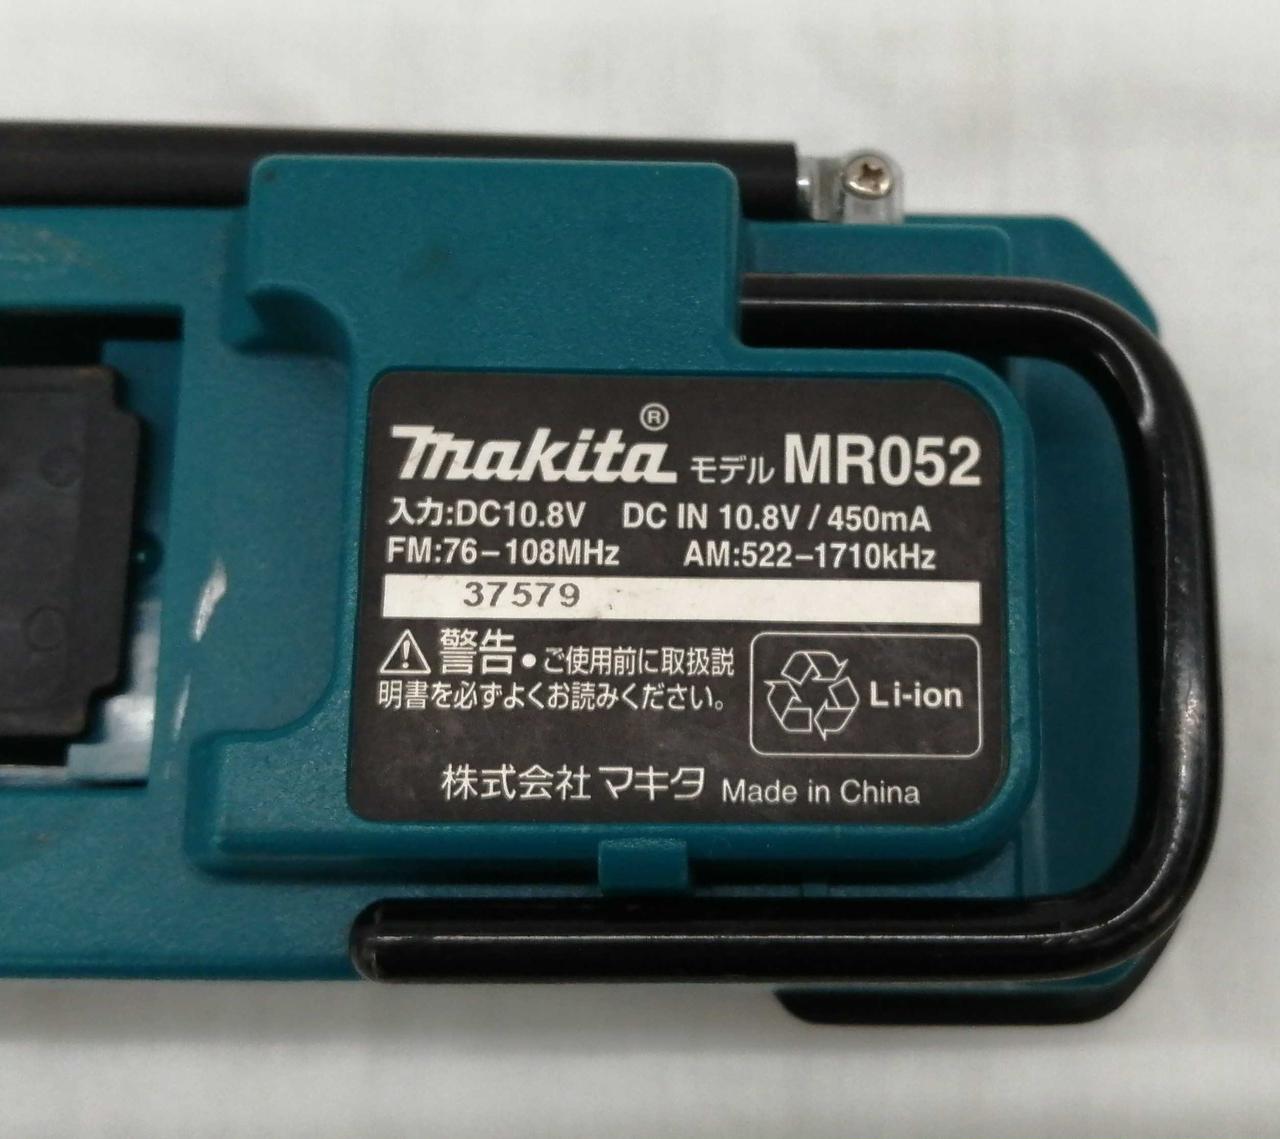 makita® モデル MR052
入力:DC10.8V DC IN 10.8V / 450mA
FM:76–108MHz AM:522–1710kHz
37579
⚠警告•ご使用前に取扱説
明書を必ずよくお読みください。
Li-ion
株式会社マキタ Made in China